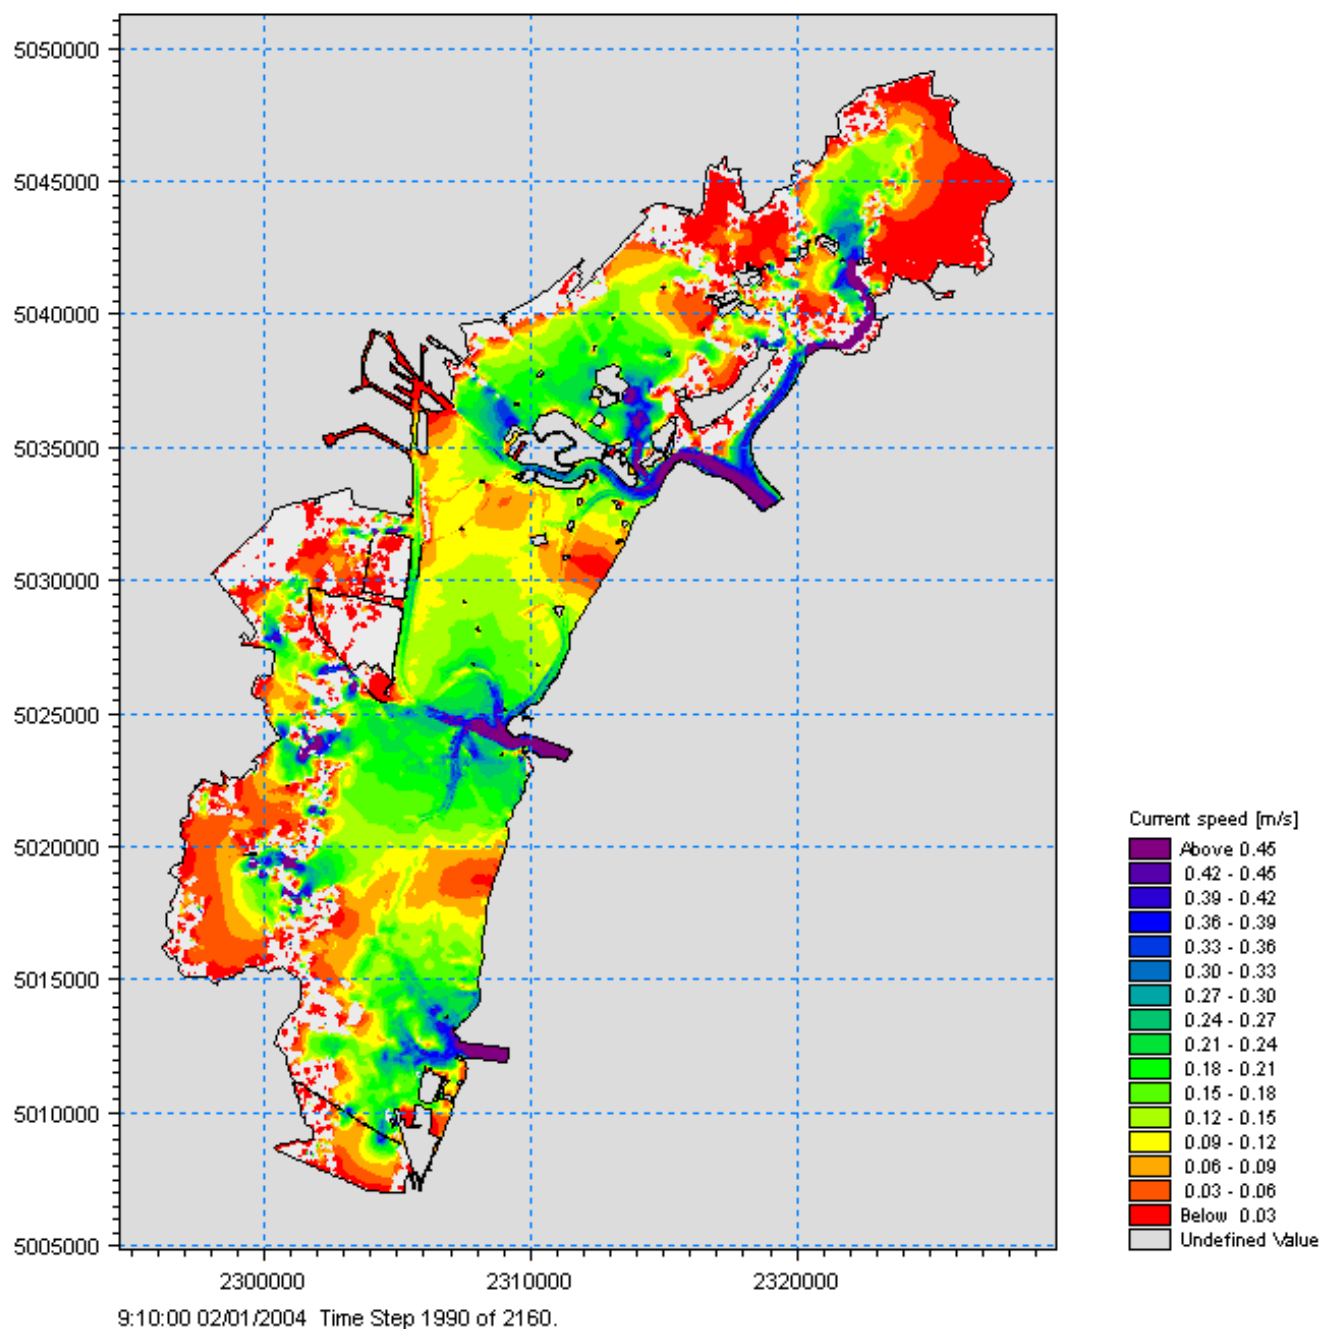 5050000
5045000
5040000
5035000
5030000
5025000
5020000
5015000
5010000
5005000
2300000 2310000 2320000
9:10:00 02/01/2004 Time Step 1990 of 2160.
Current speed [m/s]
Above 0.45
0.42 - 0.45
0.39 - 0.42
0.36 - 0.39
0.33 - 0.36
0.30 - 0.33
0.27 - 0.30
0.24 - 0.27
0.21 - 0.24
0.18 - 0.21
0.15 - 0.18
0.12 - 0.15
0.09 - 0.12
0.06 - 0.09
0.03 - 0.06
Below 0.03
Undefined Value